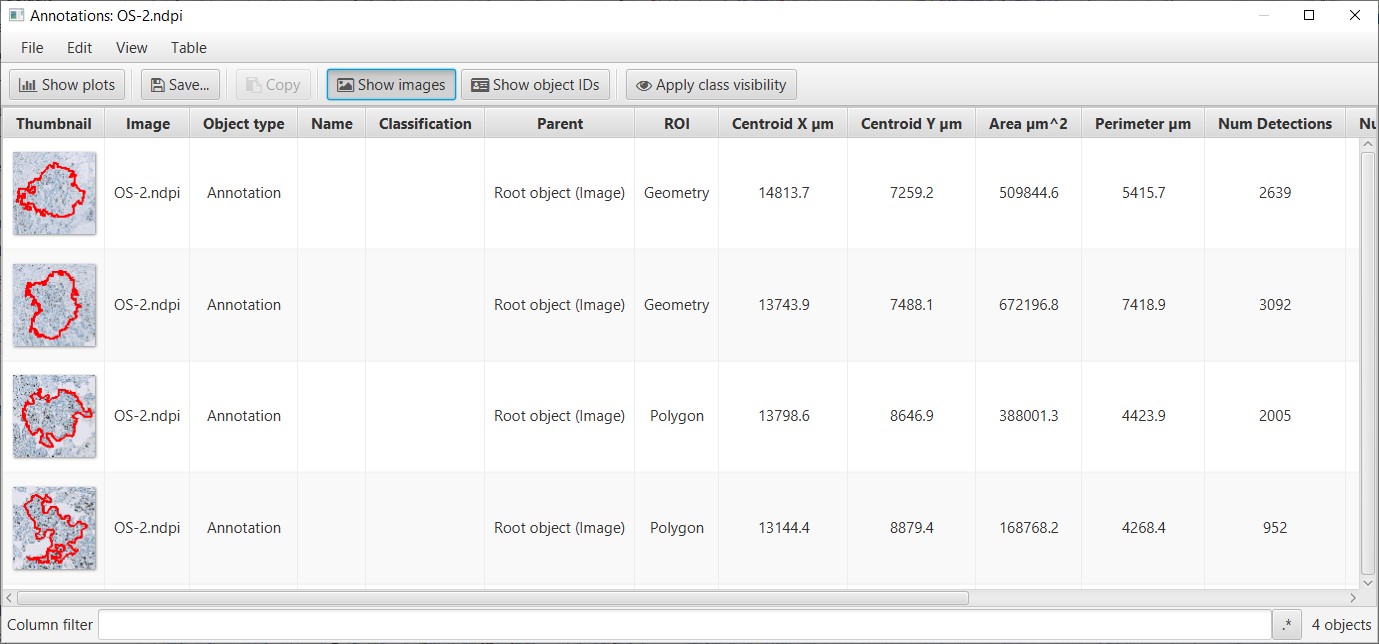 Annotations: OS-2.ndpi
File Edit View Table
Show plots Save... Copy Show images Show object IDs Apply class visibility
Thumbnail Image Object type Name Classification Parent ROI Centroid X µm Centroid Y µm Area µm^2 Perimeter µm Num Detections Nu
OS-2.ndpi Annotation Root object (Image) Geometry 14813.7 7259.2 509844.6 5415.7 2639
OS-2.ndpi Annotation Root object (Image) Geometry 13743.9 7488.1 672196.8 7418.9 3092
OS-2.ndpi Annotation Root object (Image) Polygon 13798.6 8646.9 388001.3 4423.9 2005
OS-2.ndpi Annotation Root object (Image) Polygon 13144.4 8879.4 168768.2 4268.4 952
Column filter .* 4 objects